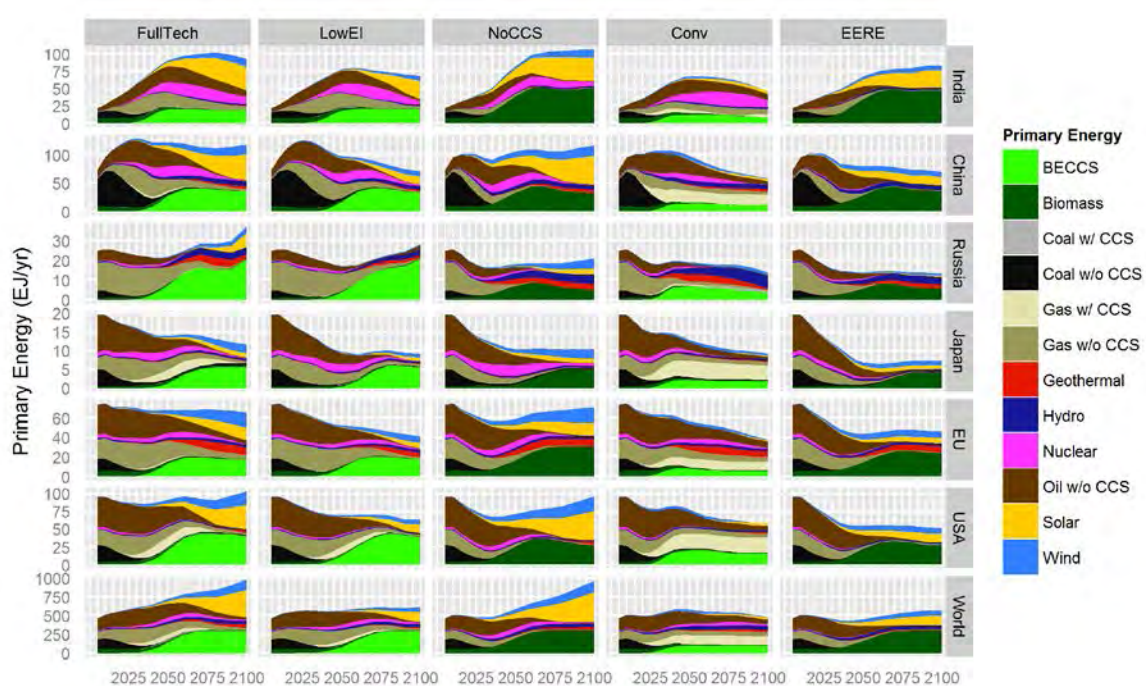 FullTech LowEI NoCCS Conv EERE
Primary Energy (EJ/yr)
100
75
50
25
0
India
100
50
0
China
30
20
10
0
Russia
20
15
10
5
0
Japan
60
40
20
0
EU
100
75
50
25
0
USA
1000
750
500
250
0
World
2025 2050 2075 2100 2025 2050 2075 2100 2025 2050 2075 2100 2025 2050 2075 2100 2025 2050 2075 2100
Primary Energy
BECCS
Biomass
Coal w/ CCS
Coal w/o CCS
Gas w/ CCS
Gas w/o CCS
Geothermal
Hydro
Nuclear
Oil w/o CCS
Solar
Wind